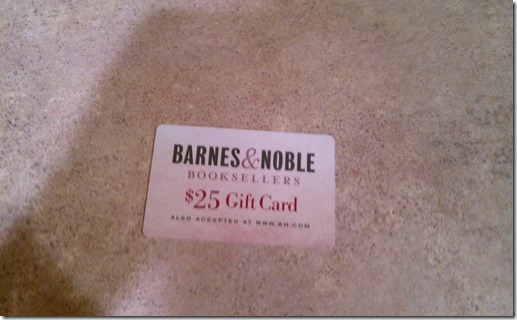 BARNES&NOBLE
BOOKSELLERS
$25 Gift Card
ALSO ACCEPTED AT WWW.BN.COM